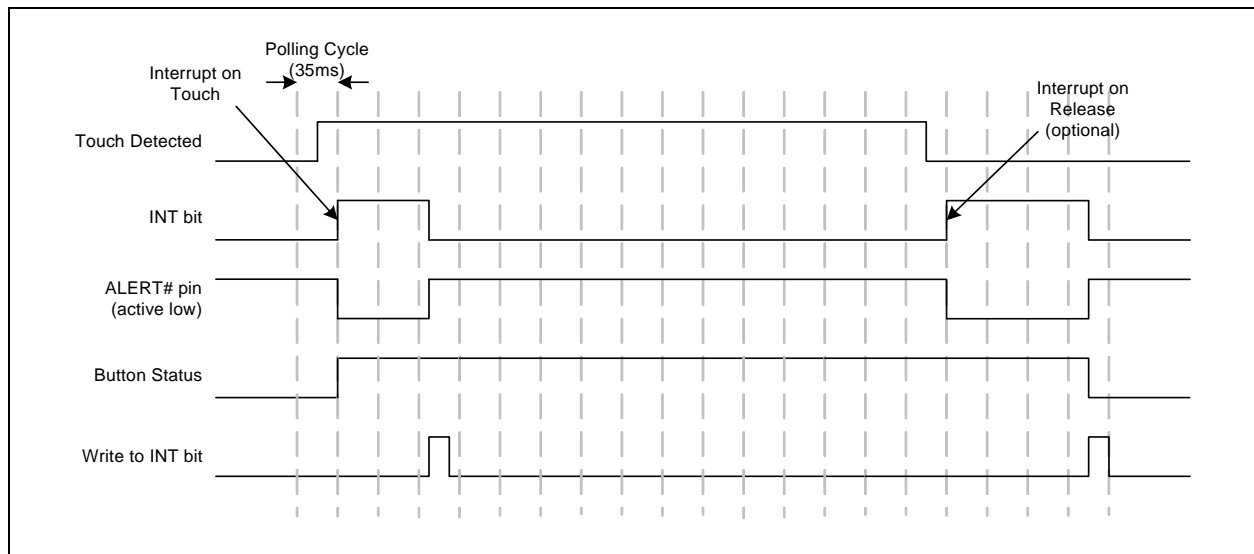 Polling Cycle
(35ms)
Interrupt on
Touch
Interrupt on
Release
(optional)
Touch Detected
INT bit
ALERT# pin
(active low)
Button Status
Write to INT bit